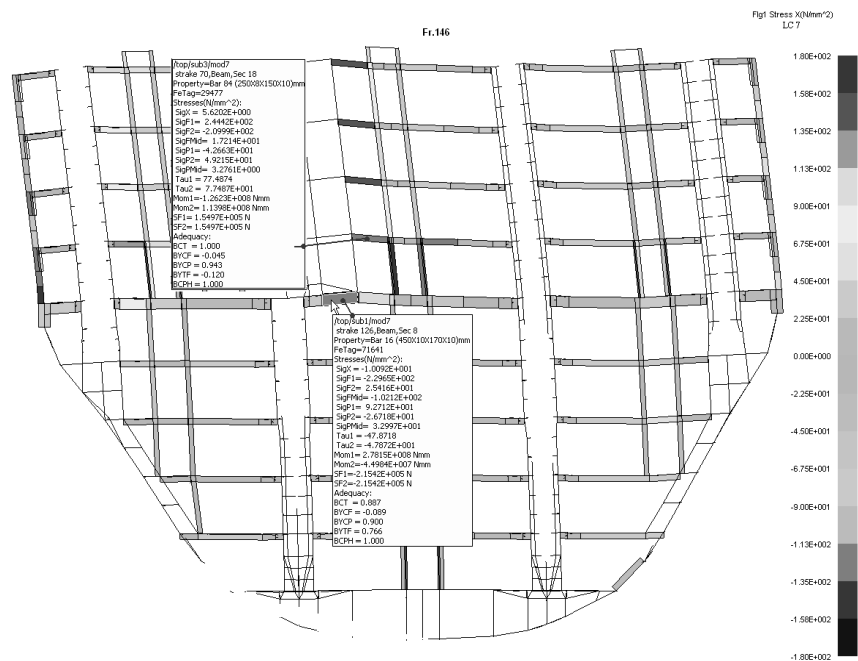 Fr.146
Flg1 Stress X(N/mm^2)
LC 7
/top/sub3/mod7
strake 70,Beam,Sec 18
Property=Bar 84 (250X8X150X10)mm
FeTag=29477
Stresses(N/mm^2):
SigX = 5.6202E+000
SigF1= 2.4442E+002
SigF2= -2.0999E+002
SigFMid= 1.7214E+001
SigP1= -4.2663E+001
SigP2= 4.9215E+001
SigPMid= 3.2761E+000
Tau1 = 77.4874
Tau2 = 7.7487E+001
Mom1=-1.2623E+008 Nmm
Mom2= 1.1398E+008 Nmm
SF1= 1.5497E+005 N
SF2= 1.5497E+005 N
Adequacy:
BCT = 1.000
BYCF = -0.045
BYCP = 0.943
BYTF = -0.120
BCPH = 1.000
/top/sub1/mod7
strake 126,Beam,Sec 8
Property=Bar 16 (450X10X170X10)mm
FeTag=71641
Stresses(N/mm^2):
SigX = -1.0092E+001
SigF1= -2.2965E+002
SigF2= 2.5416E+001
SigFMid= -1.0212E+002
SigP1= 9.2712E+001
SigP2= -2.6718E+001
SigPMid= 3.2997E+001
Tau1 = -47.8718
Tau2 = -4.7872E+001
Mom1= 2.7815E+008 Nmm
Mom2=-4.4984E+007 Nmm
SF1=-2.1542E+005 N
SF2=-2.1542E+005 N
Adequacy:
BCT = 0.887
BYCF = -0.089
BYCP = 0.900
BYTF = 0.766
BCPH = 1.000
1.80E+002
1.58E+002
1.35E+002
1.13E+002
9.00E+001
6.75E+001
4.50E+001
2.25E+001
0.00E+000
-2.25E+001
-4.50E+001
-6.75E+001
-9.00E+001
-1.13E+002
-1.35E+002
-1.58E+002
-1.80E+002